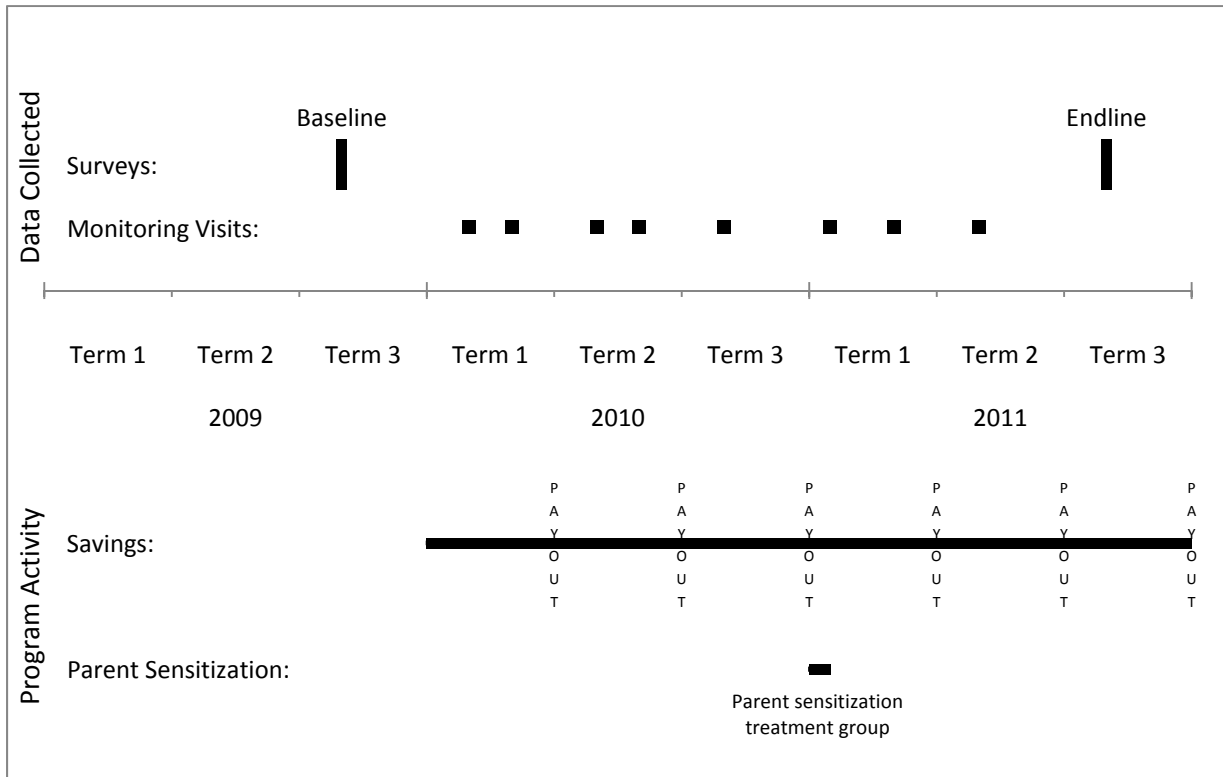 Data Collected
Baseline
Endline
Surveys:
Monitoring Visits:
Term 1 Term 2 Term 3 Term 1 Term 2 Term 3 Term 1 Term 2 Term 3
2009 2010 2011
Program Activity
PAYOUT PAYOUT PAYOUT PAYOUT PAYOUT PAYOUT
Savings:
Parent Sensitization:
Parent sensitization
treatment group